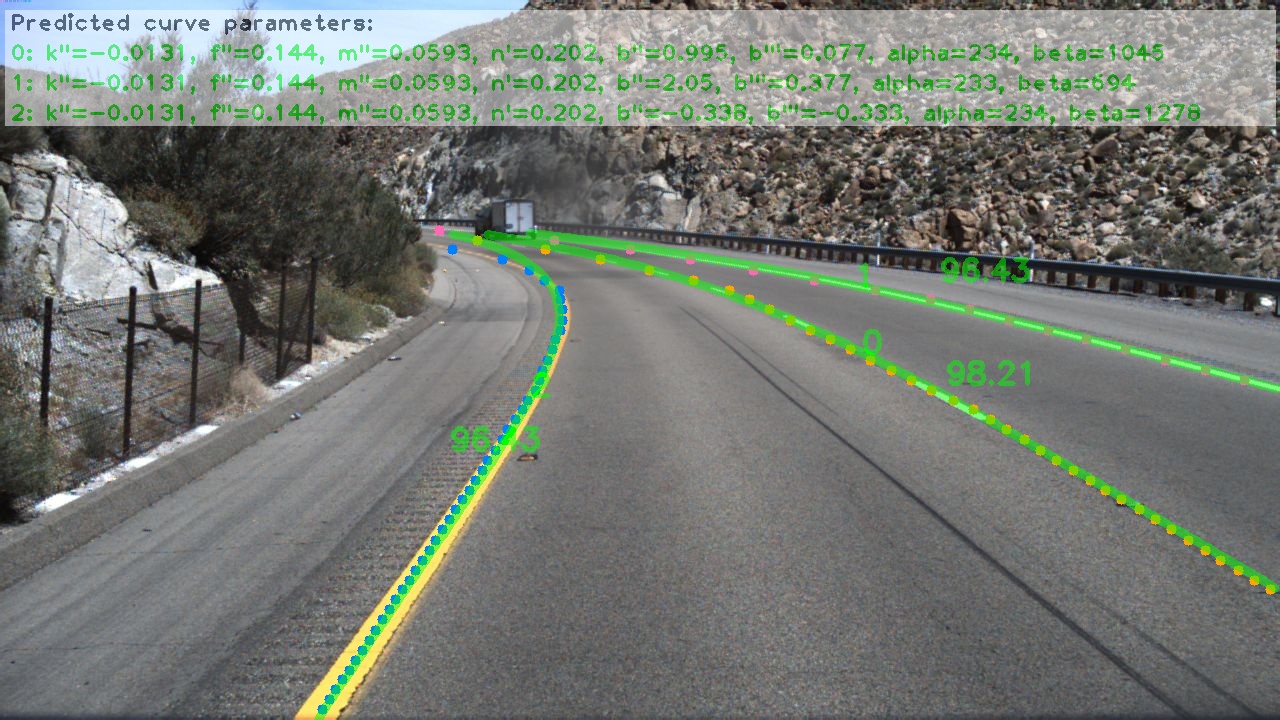 Predicted curve parameters:
0: k''=-0.0131, f''=0.144, m''=0.0593, n'=0.202, b''=0.995, b'''=0.077, alpha=234, beta=1045
1: k''=-0.0131, f''=0.144, m''=0.0593, n'=0.202, b''=2.05, b'''=0.377, alpha=233, beta=694
2: k''=-0.0131, f''=0.144, m''=0.0593, n'=0.202, b''=-0.338, b'''=-0.333, alpha=234, beta=1278
1 96.43
0
98.21